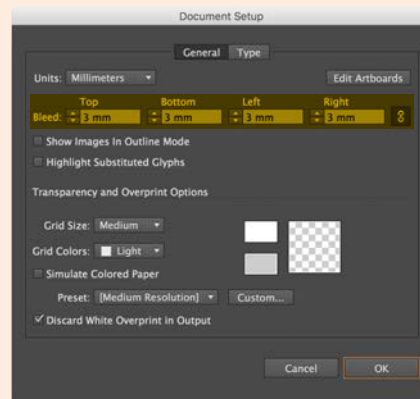 Document Setup
General Type
Units: Millimeters Edit Artboards
Top Bottom Left Right
Bleed: 3 mm 3 mm 3 mm 3 mm
Show Images In Outline Mode
Highlight Substituted Glyphs
Transparency and Overprint Options
Grid Size: Medium
Grid Colors: Light
Simulate Colored Paper
Preset: [Medium Resolution] Custom...
Discard White Overprint in Output
Cancel OK